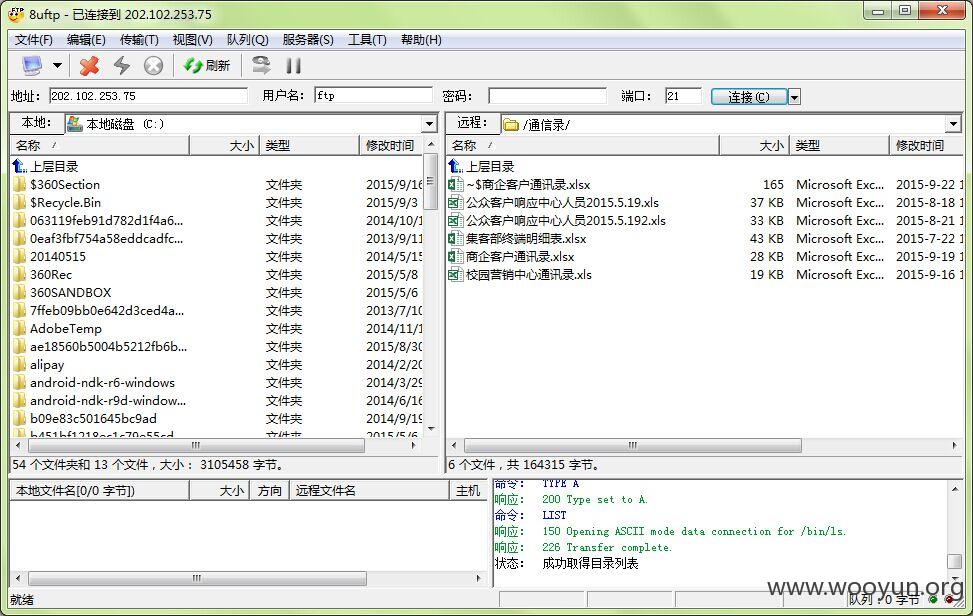 8uftp - 已连接到 202.102.253.75
文件(F) 编辑(E) 传输(T) 视图(V) 队列(Q) 服务器(S) 工具(T) 帮助(H)
刷新
地址: 202.102.253.75 用户名: ftp 密码: 端口: 21 连接(C)
本地: 本地磁盘 (C:)
名称 大小 类型 修改时间
上层目录
$360Section 文件夹 2015/9/16
$Recycle.Bin 文件夹 2015/9/3
063119feb91d782d1f4a6... 文件夹 2014/10/1
0eaf3fbf754a58eddcadfc... 文件夹 2013/9/11
20140515 文件夹 2014/5/15
360Rec 文件夹 2015/5/8
360SANDBOX 文件夹 2015/5/6
7ffeb09bb0e642d3ced4a... 文件夹 2013/7/10
AdobeTemp 文件夹 2014/11/1
ae18560b5004b5212fb6b... 文件夹 2015/8/30
alipay 文件夹 2014/2/20
android-ndk-r6-windows 文件夹 2014/3/29
android-ndk-r9d-window... 文件夹 2014/6/16
b09e83c501645bc9ad 文件夹 2014/9/19
b451bf1218ec1c79e55cd 文件夹 2015/5/6
54 个文件夹和 13 个文件，大小： 3105458 字节。
远程: /通信录/
名称 大小 类型 修改时间
上层目录
~$商企客户通讯录.xlsx 165 Microsoft Exc... 2015-9-22 1
公众客户响应中心人员2015.5.19.xls 37 KB Microsoft Exc... 2015-8-18 1
公众客户响应中心人员2015.5.192.xls 33 KB Microsoft Exc... 2015-8-21 1
集客部终端明细表.xlsx 43 KB Microsoft Exc... 2015-7-22 1
商企客户通讯录.xlsx 28 KB Microsoft Exc... 2015-9-19 1
校园营销中心通讯录.xls 19 KB Microsoft Exc... 2015-9-16 1
6 个文件，共 164315 字节。
本地文件名[0/0 字节]) 大小 方向 远程文件名 主机
命令: TYPE A
响应: 200 Type set to A.
命令: LIST
响应: 150 Opening ASCII mode data connection for /bin/ls.
响应: 226 Transfer complete.
状态: 成功取得目录列表
www.wooyun.org
就绪
队列：0 字节